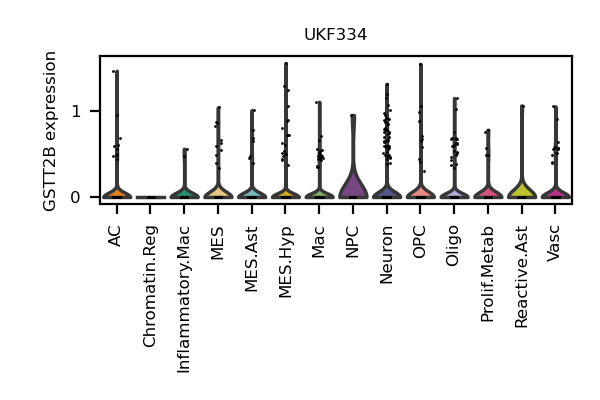 UKF334
GSTT2B expression
1
0
AC
Chromatin.Reg
Inflammatory.Mac
MES
MES.Ast
MES.Hyp
Mac
NPC
Neuron
OPC
Oligo
Prolif.Metab
Reactive.Ast
Vasc